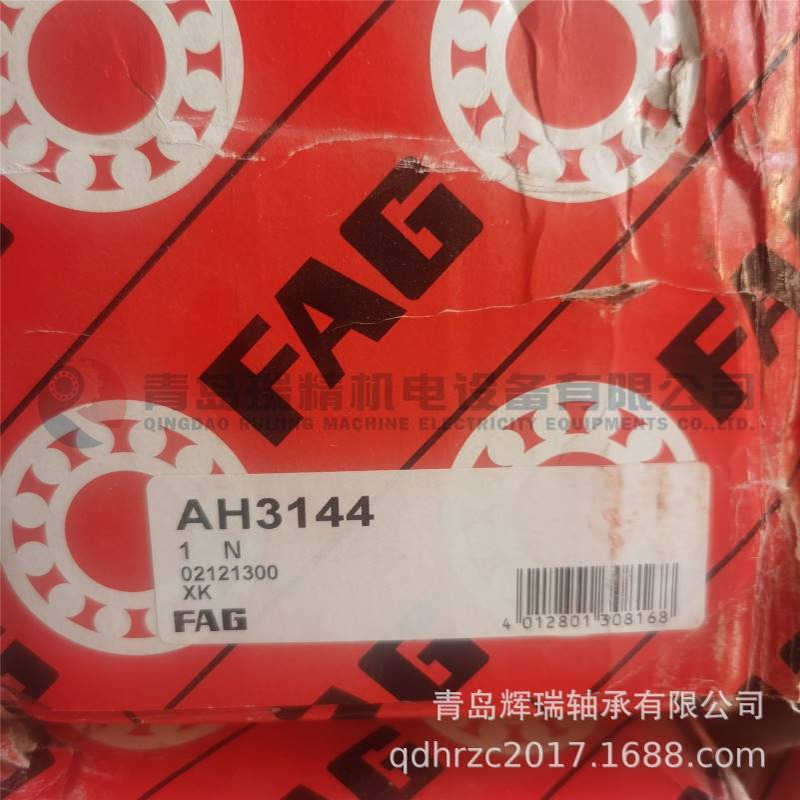 FAG
FAG
青岛瑞精机电设备有限公司
QINGDAO RUIJING MACHINE ELECTRICITY EQUIPMENTS CO.,LTD.
AH3144
1 N
02121300
XK
FAG
4 012801 308168
青岛辉瑞轴承有限公司
qdhrzc2017.1688.com